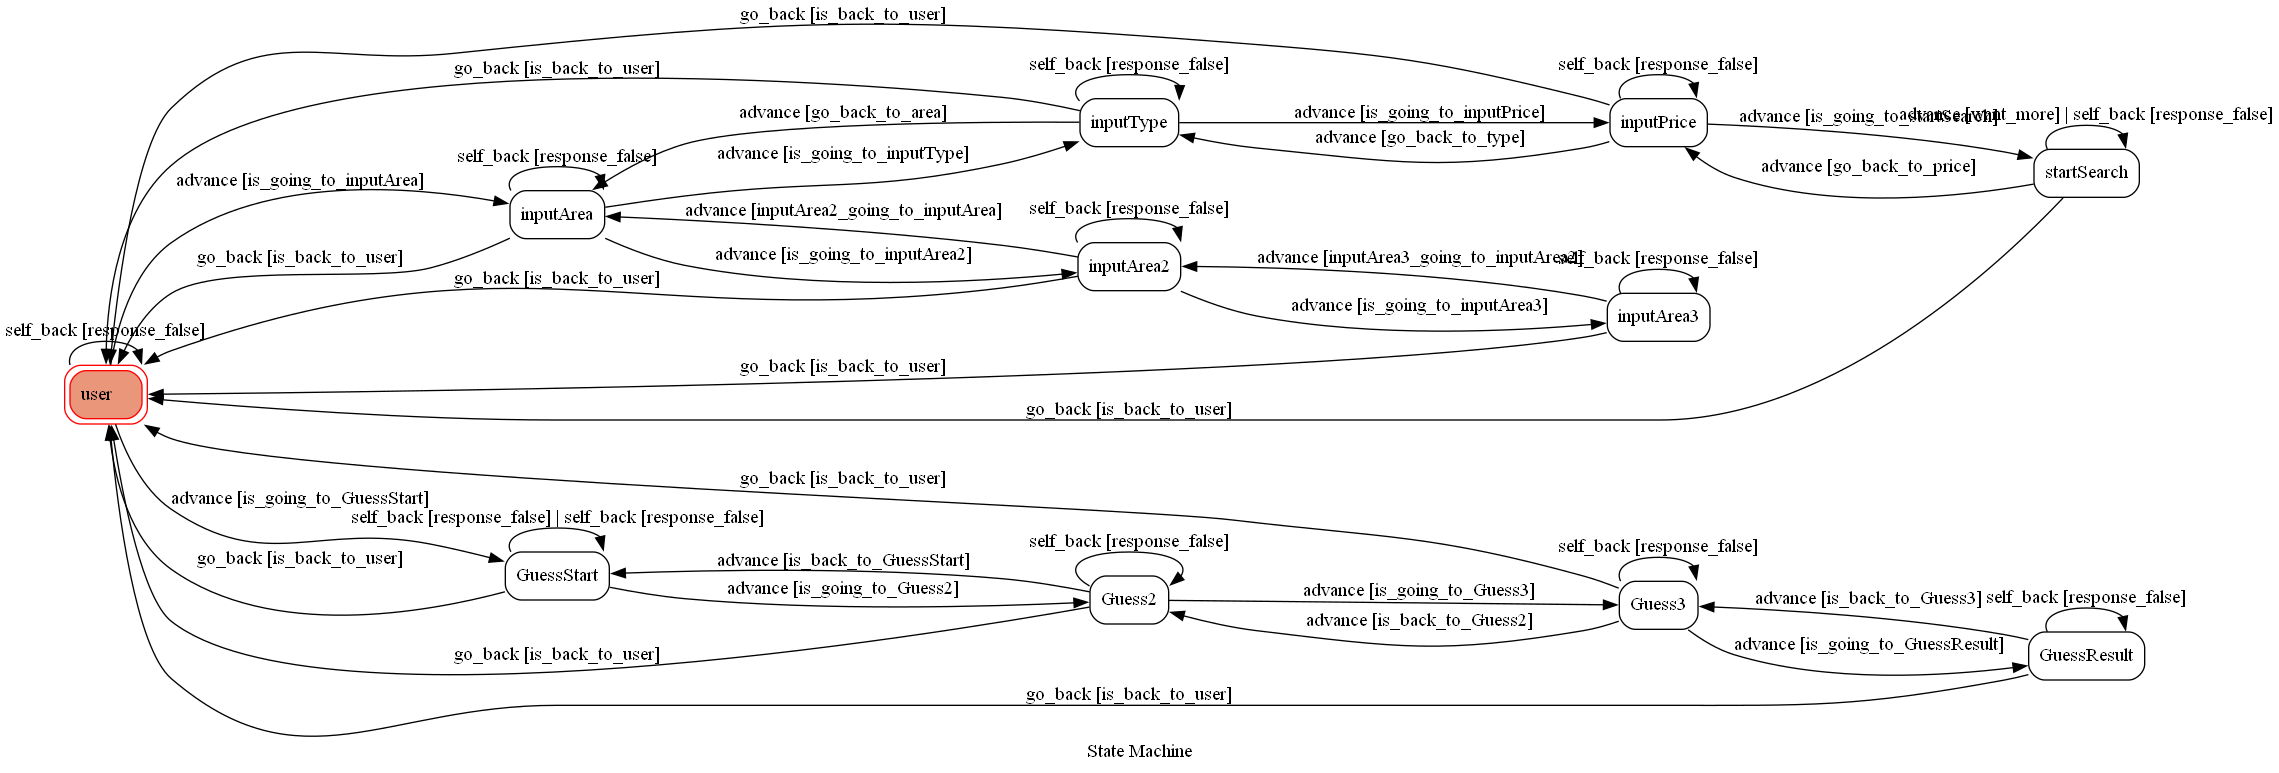 go_back [is_back_to_user]
go_back [is_back_to_user]
self_back [response_false]
self_back [response_false]
advance [go_back_to_area]
advance [is_going_to_inputPrice]
advance [is_going_to_startSearch]
advance [want_more] | self_back [response_false]
inputType
inputPrice
advance [go_back_to_type]
self_back [response_false]
advance [is_going_to_inputType]
advance [go_back_to_price]
startSearch
advance [is_going_to_inputArea]
inputArea
advance [inputArea2_going_to_inputArea]
self_back [response_false]
go_back [is_back_to_user]
advance [is_going_to_inputArea2]
inputArea2
advance [inputArea3_going_to_inputArea2]
self_back [response_false]
go_back [is_back_to_user]
advance [is_going_to_inputArea3]
inputArea3
self_back [response_false]
go_back [is_back_to_user]
user
go_back [is_back_to_user]
go_back [is_back_to_user]
advance [is_going_to_GuessStart]
self_back [response_false] | self_back [response_false]
go_back [is_back_to_user]
GuessStart
advance [is_back_to_GuessStart]
self_back [response_false]
advance [is_going_to_Guess2]
Guess2
advance [is_going_to_Guess3]
self_back [response_false]
advance [is_back_to_Guess2]
Guess3
advance [is_back_to_Guess3]
self_back [response_false]
advance [is_going_to_GuessResult]
GuessResult
go_back [is_back_to_user]
go_back [is_back_to_user]
State Machine